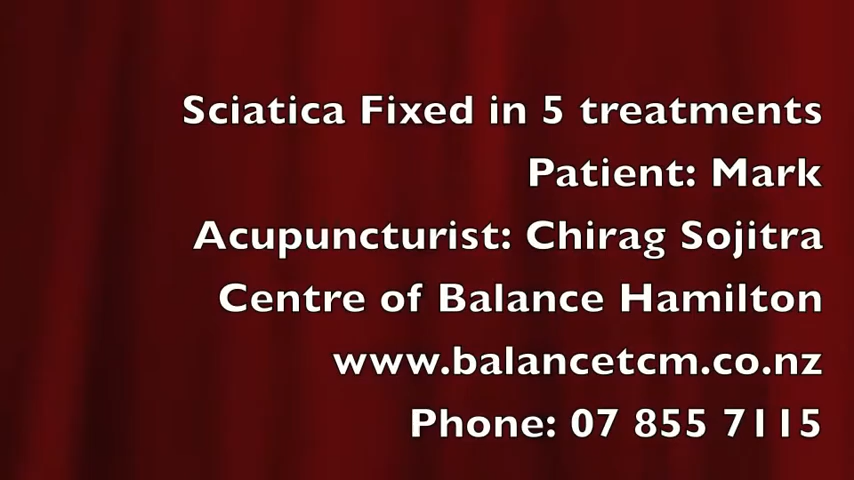 Sciatica Fixed in 5 treatments
Patient: Mark
Acupuncturist: Chirag Sojitra
Centre of Balance Hamilton
www.balancetcm.co.nz
Phone: 07 855 7115